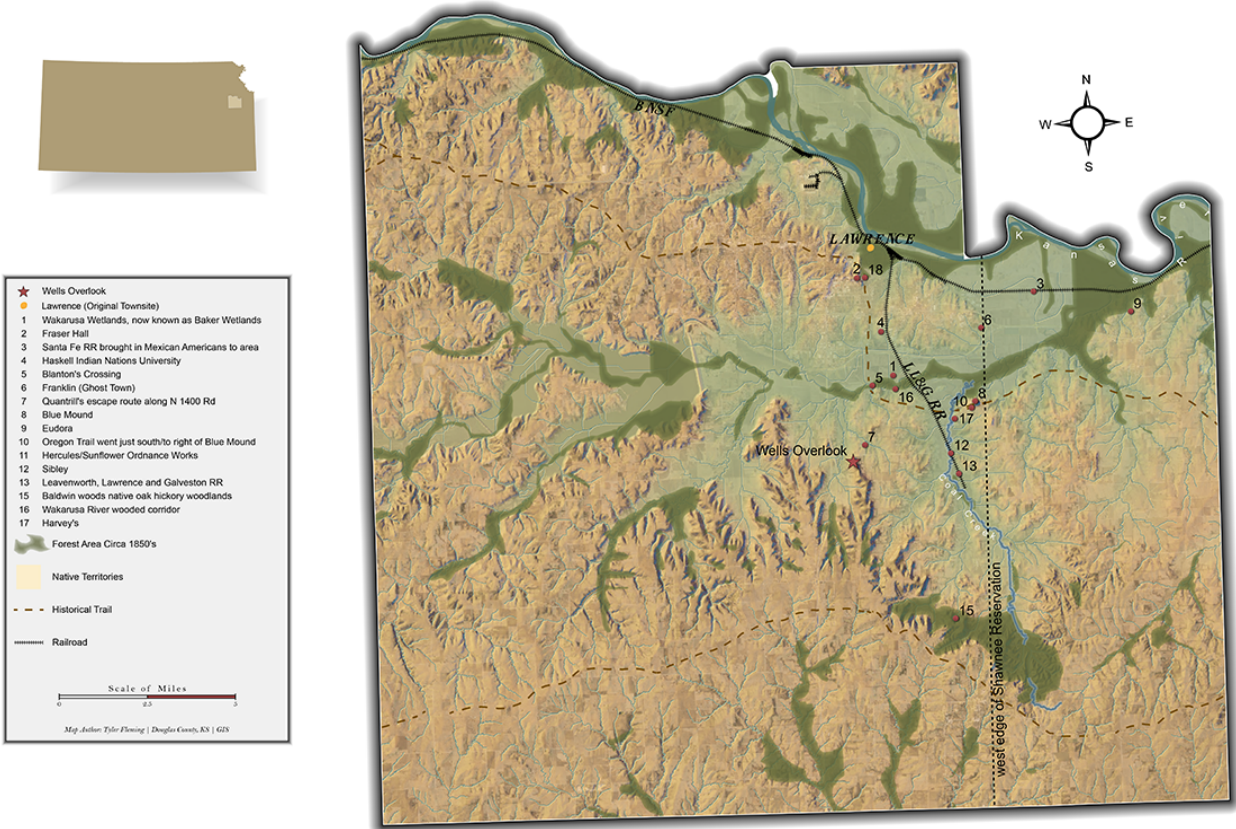 Wells Overlook
Lawrence (Original Townsite)
1 Wakarusa Wetlands, now known as Baker Wetlands
2 Fraser Hall
3 Santa Fe RR brought in Mexican Americans to area
4 Haskell Indian Nations University
5 Blanton's Crossing
6 Franklin (Ghost Town)
7 Quantrill's escape route along N 1400 Rd
8 Blue Mound
9 Eudora
10 Oregon Trail went just south/to right of Blue Mound
11 Hercules/Sunflower Ordnance Works
12 Sibley
13 Leavenworth, Lawrence and Galveston RR
15 Baldwin woods native oak hickory woodlands
16 Wakarusa River wooded corridor
17 Harvey's
Forest Area Circa 1850's
Native Territories
Historical Trail
Railroad
Scale of Miles
0 2.5 5
Map Author: Tyler Fleming | Douglas County, KS | GIS
N
W E
S
BNSF
LAWRENCE
Kansas River
2 18
3
9
6
4
1
5
16
LL&G RR
8
10
17
7
Wells Overlook
12
13
15
west edge of Shawnee Reservation